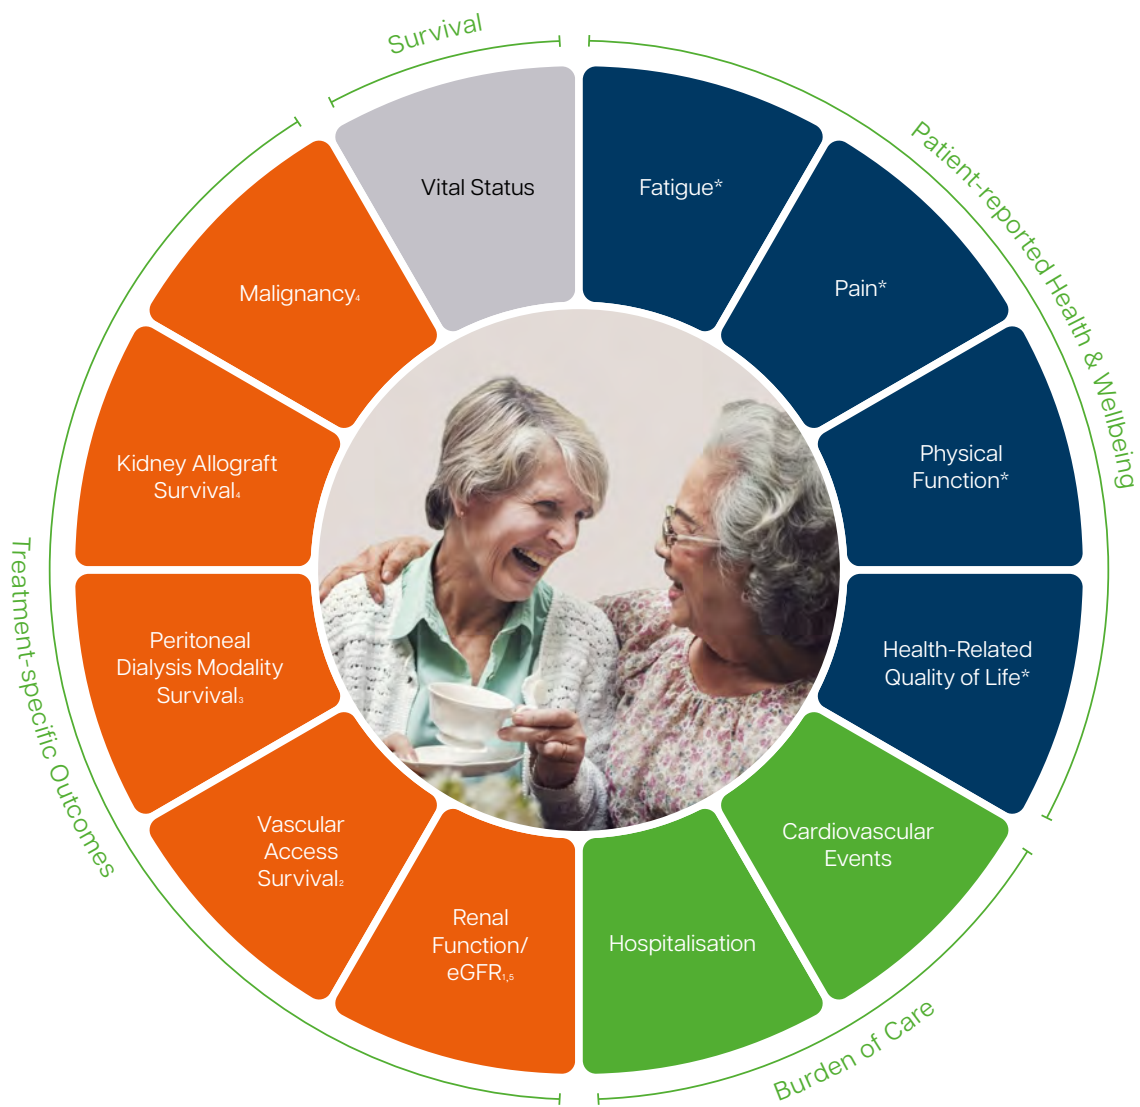 Survival
Patient-reported Health & Wellbeing
Burden of Care
Treatment-specific Outcomes
Vital Status
Fatigue*
Pain*
Physical
Function*
Health-Related
Quality of Life*
Cardiovascular
Events
Hospitalisation
Renal
Function/
eGFR1,5
Vascular
Access
Survival2
Peritoneal
Dialysis Modality
Survival3
Kidney Allograft
Survival4
Malignancy4